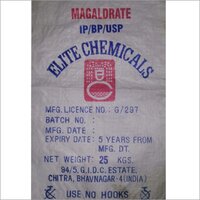 MAGALDRATE
IP/BP/USP
ELITE CHEMICALS
MFG. LICENCE NO.: G/297
BATCH NO. :
MFG. DATE :
EXPIRY DATE: 5 YEARS FROM
MFG. DT.
NET WEIGHT: 25 KGS.
94/5, G.I.D.C. ESTATE,
CHITRA, BHAVNAGAR-4(INDIA)
USE NO HOOKS